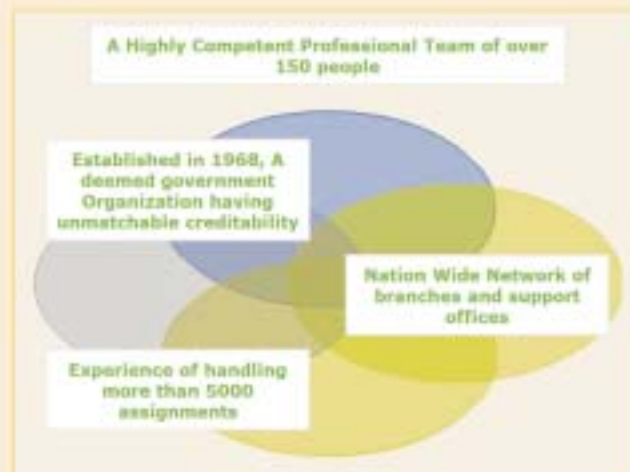 A Highly Competent Professional Team of over
150 people
Established in 1968, A
deemed government
Organization having
unmatchable creditability
Nation Wide Network of
branches and support
offices
Experience of handling
more than 5000
assignments